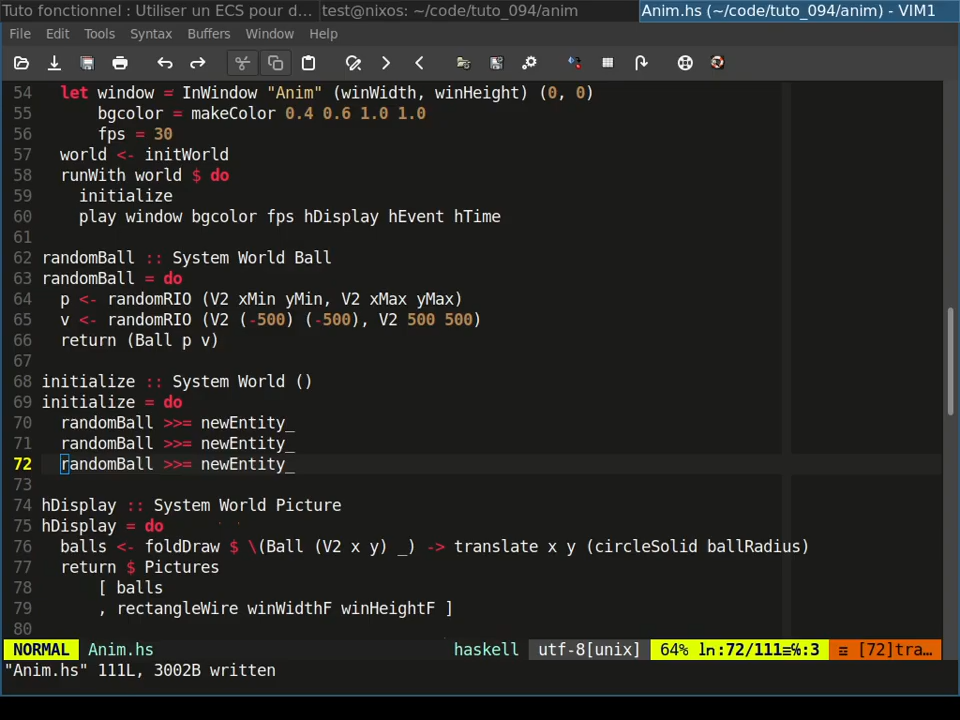 Tuto fonctionnel : Utiliser un ECS pour d... test@nixos: ~/code/tuto_094/anim Anim.hs (~/code/tuto_094/anim) - VIM1
File Edit Tools Syntax Buffers Window Help
54   let window = InWindow "Anim" (winWidth, winHeight) (0, 0)
55       bgcolor = makeColor 0.4 0.6 1.0 1.0
56       fps = 30
57   world <- initWorld
58   runWith world $ do
59     initialize
60     play window bgcolor fps hDisplay hEvent hTime
61
62 randomBall :: System World Ball
63 randomBall = do
64   p <- randomRIO (V2 xMin yMin, V2 xMax yMax)
65   v <- randomRIO (V2 (-500) (-500), V2 500 500)
66   return (Ball p v)
67
68 initialize :: System World ()
69 initialize = do
70   randomBall >>= newEntity_
71   randomBall >>= newEntity_
72   randomBall >>= newEntity_
73
74 hDisplay :: System World Picture
75 hDisplay = do
76   balls <- foldDraw $ \(Ball (V2 x y) _) -> translate x y (circleSolid ballRadius)
77   return $ Pictures
78       [ balls
79       , rectangleWire winWidthF winHeightF ]
80
NORMAL Anim.hs haskell utf-8[unix] 64% ln:72/111≡℅:3 ☲ [72]tra…
"Anim.hs" 111L, 3002B written